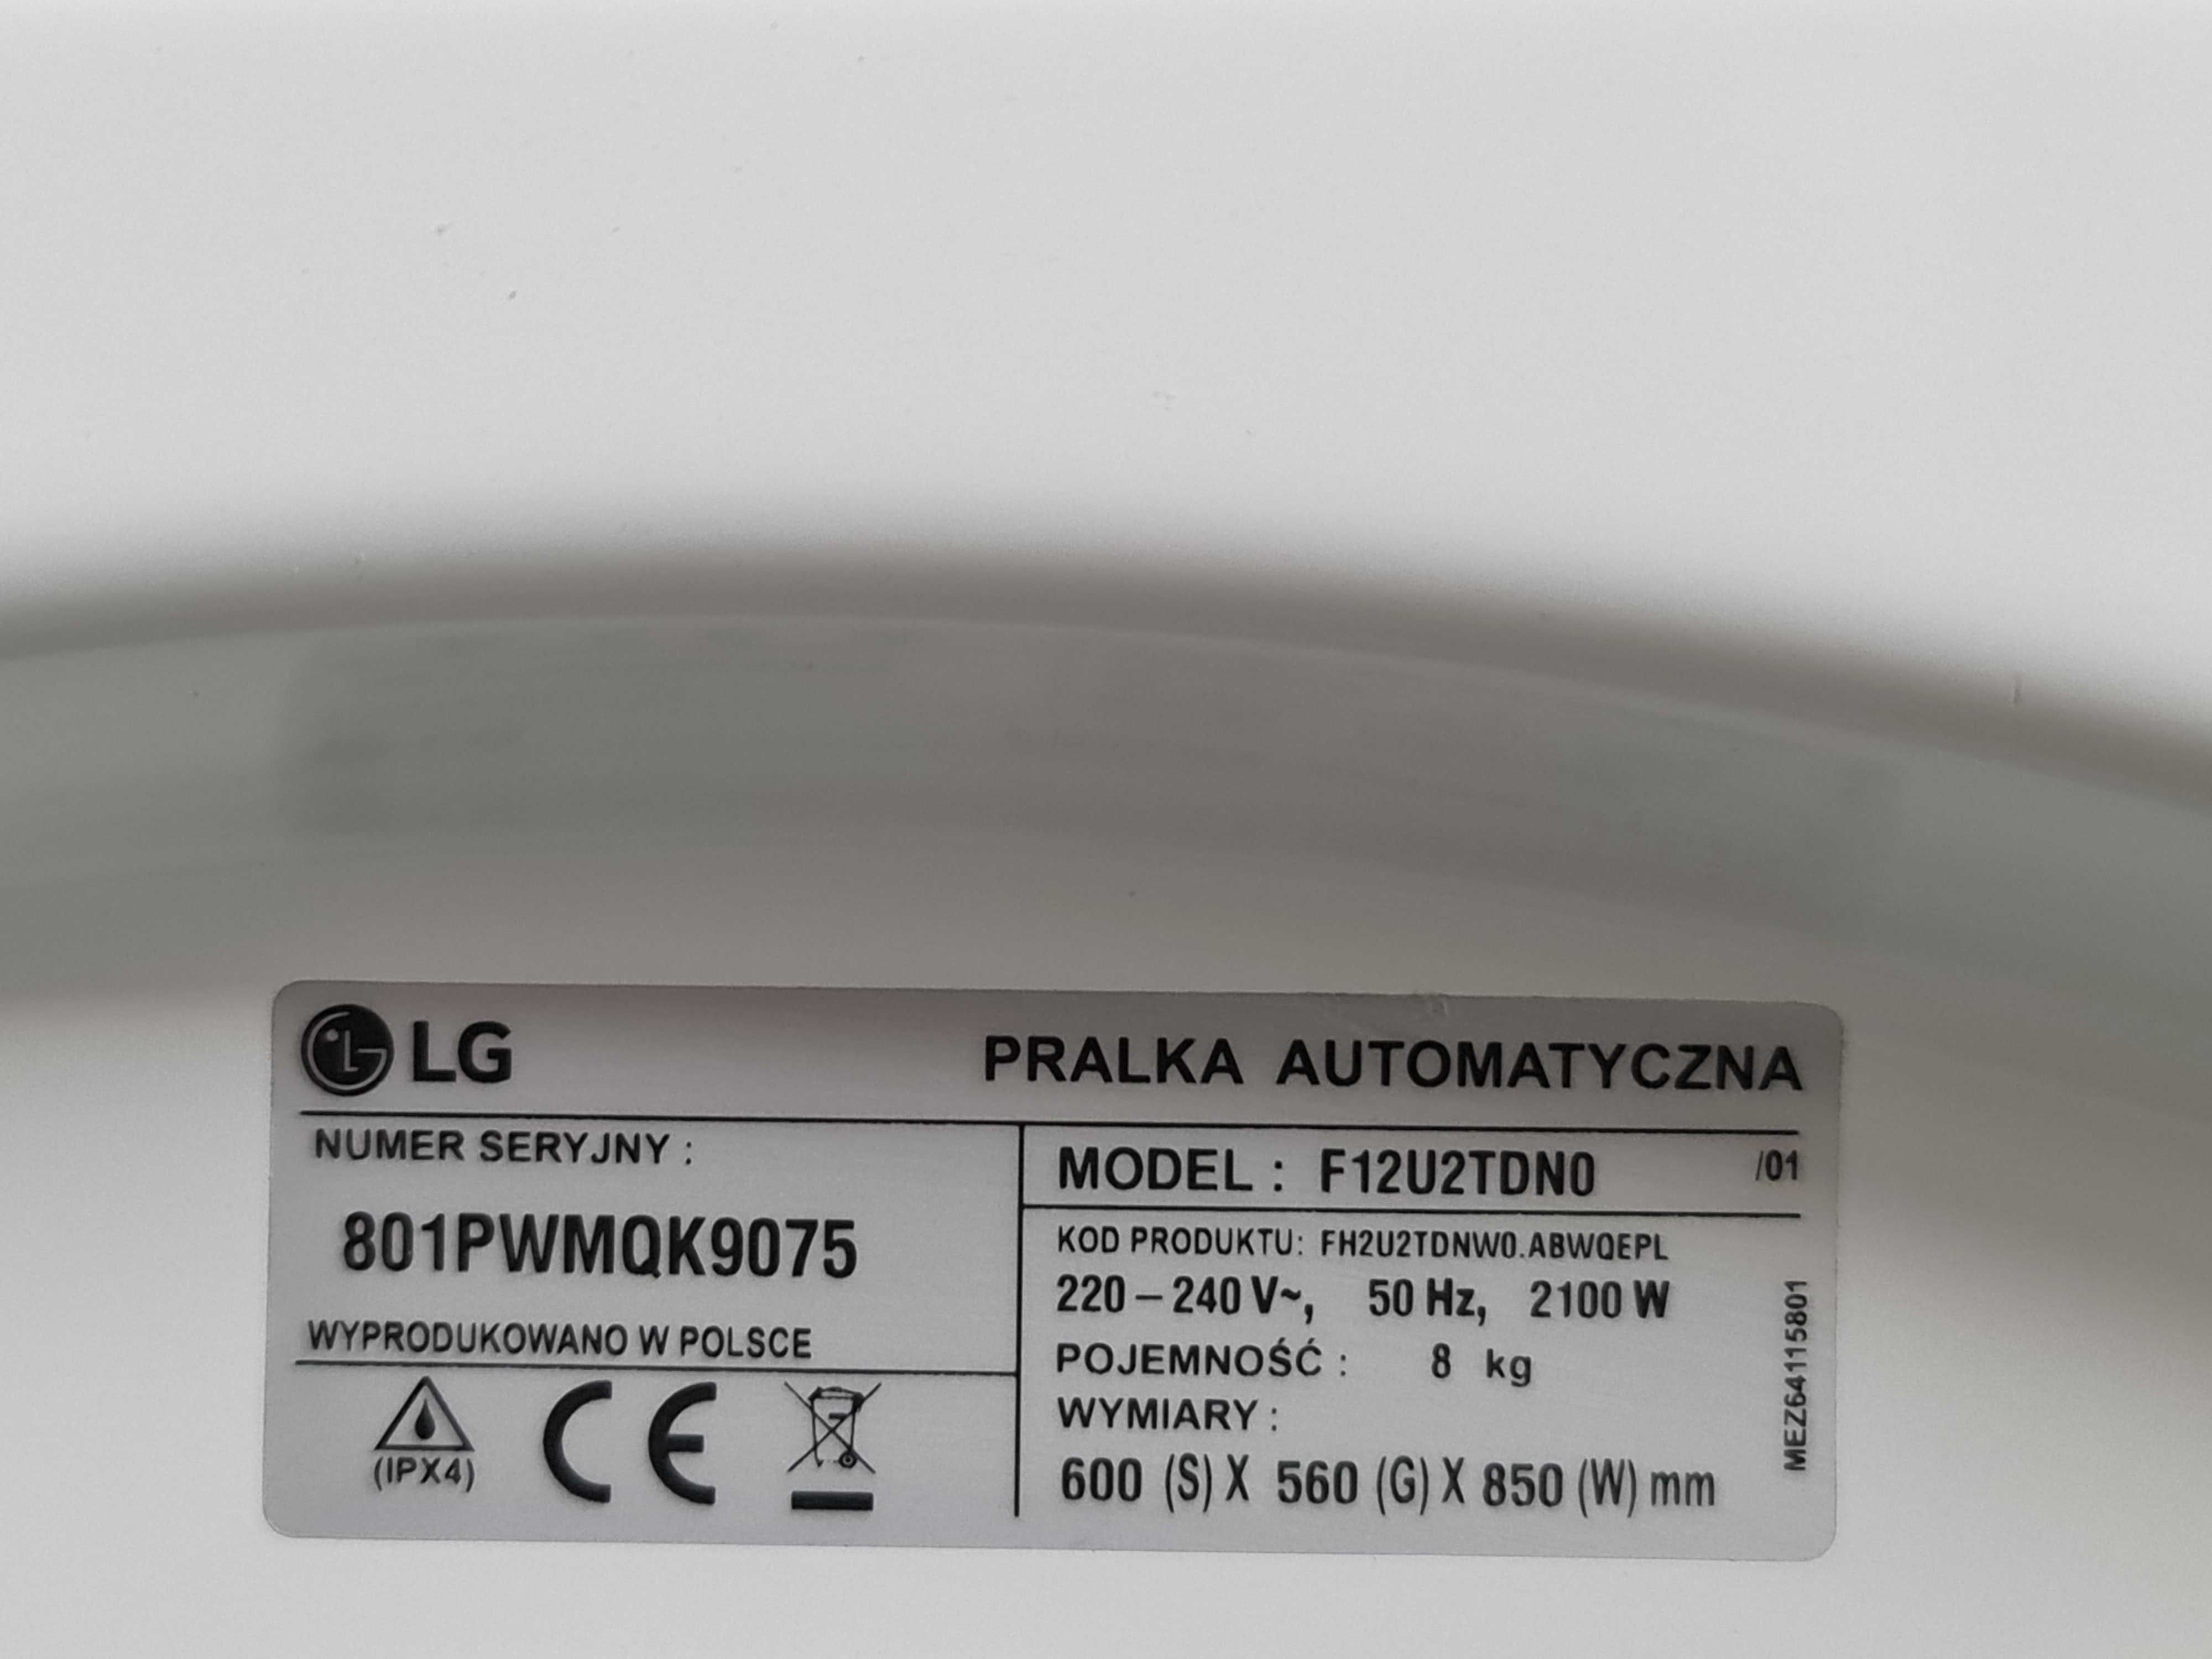 LG
PRALKA AUTOMATYCZNA
NUMER SERYJNY :
801PWMQK9075
WYPRODUKOWANO W POLSCE
(IPX4)
CE
MODEL : F12U2TDN0 /01
KOD PRODUKTU: FH2U2TDNW0.ABWQEPL
220 – 240 V~, 50 Hz, 2100 W
POJEMNOŚĆ : 8 kg
WYMIARY :
600 (S) X 560 (G) X 850 (W) mm
MEZ64115801